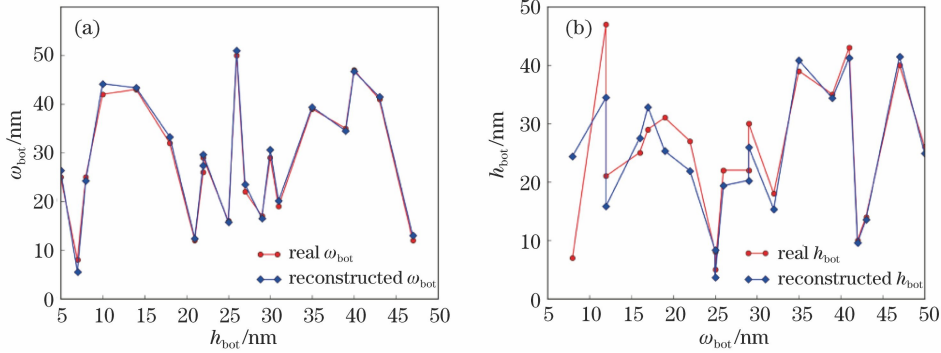 (a)
50
40
30
20
10
0
ω_bot/nm
real ω_bot
reconstructed ω_bot
5 10 15 20 25 30 35 40 45 50
h_bot/nm
(b)
50
40
30
20
10
0
h_bot/nm
real h_bot
reconstructed h_bot
5 10 15 20 25 30 35 40 45 50
ω_bot/nm